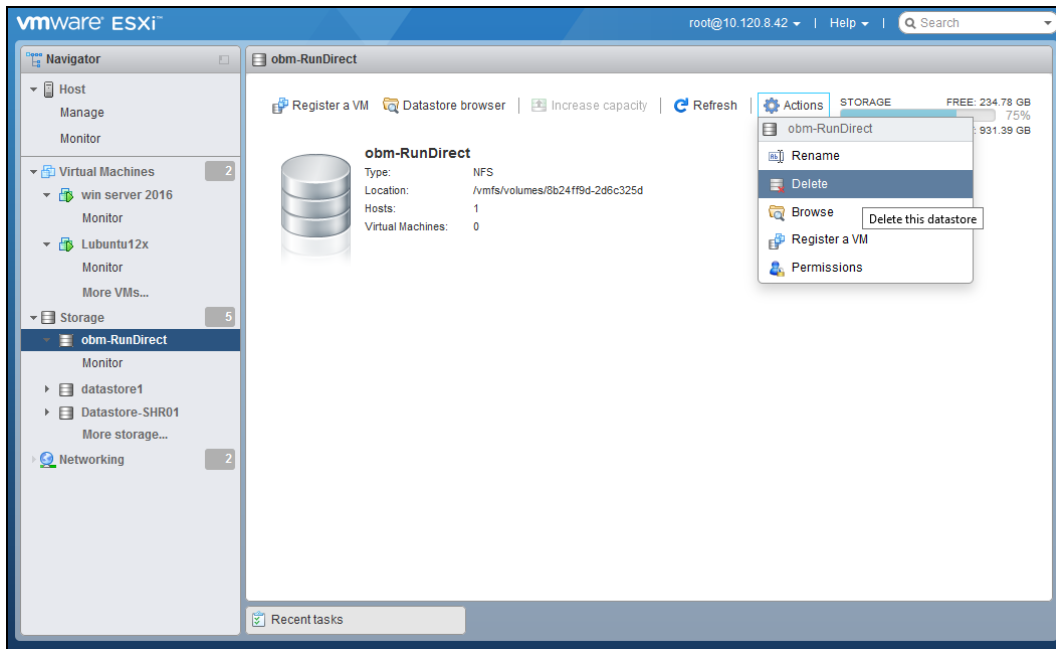 vmware ESXi™
root@10.120.8.42 | Help | Search
Navigator
Host
Manage
Monitor
Virtual Machines 2
win server 2016
Monitor
Lubuntu12x
Monitor
More VMs...
Storage 5
obm-RunDirect
Monitor
datastore1
Datastore-SHR01
More storage...
Networking 2
obm-RunDirect
Register a VM Datastore browser | Increase capacity | Refresh | Actions
STORAGE FREE: 234.78 GB
75%
: 931.39 GB
obm-RunDirect
Type: NFS
Location: /vmfs/volumes/8b24ff9d-2d6c325d
Hosts: 1
Virtual Machines: 0
obm-RunDirect
Rename
Delete
Browse
Delete this datastore
Register a VM
Permissions
Recent tasks